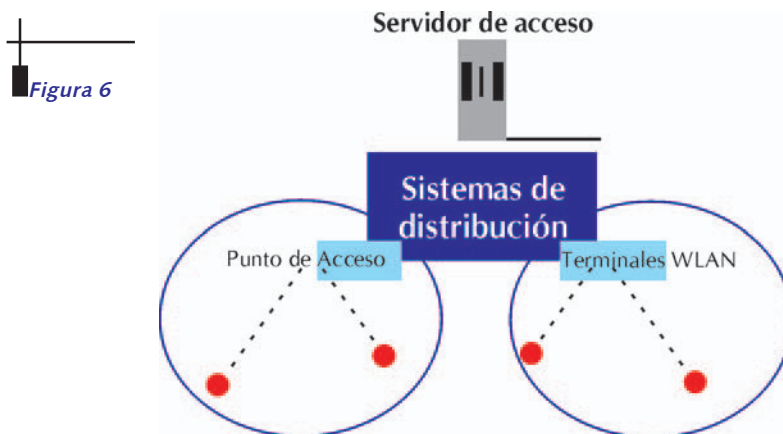 Servidor de acceso
Figura 6
Sistemas de
distribución
Punto de Acceso
Terminales WLAN